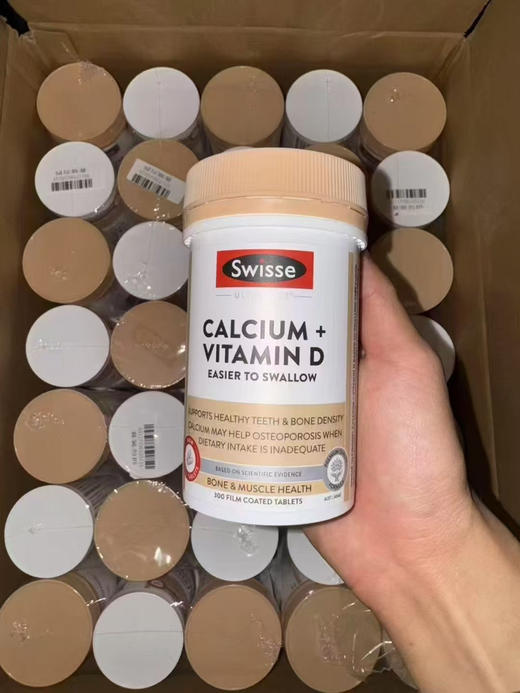 Swisse
CALCIUM +
VITAMIN D
EASIER TO SWALLOW
SUPPORTS HEALTHY TEETH & BONE DENSITY
CALCIUM MAY HELP OSTEOPOROSIS WHEN
DIETARY INTAKE IS INADEQUATE
BASED ON SCIENTIFIC EVIDENCE
BONE & MUSCLE HEALTH
300 FILM COATED TABLETS